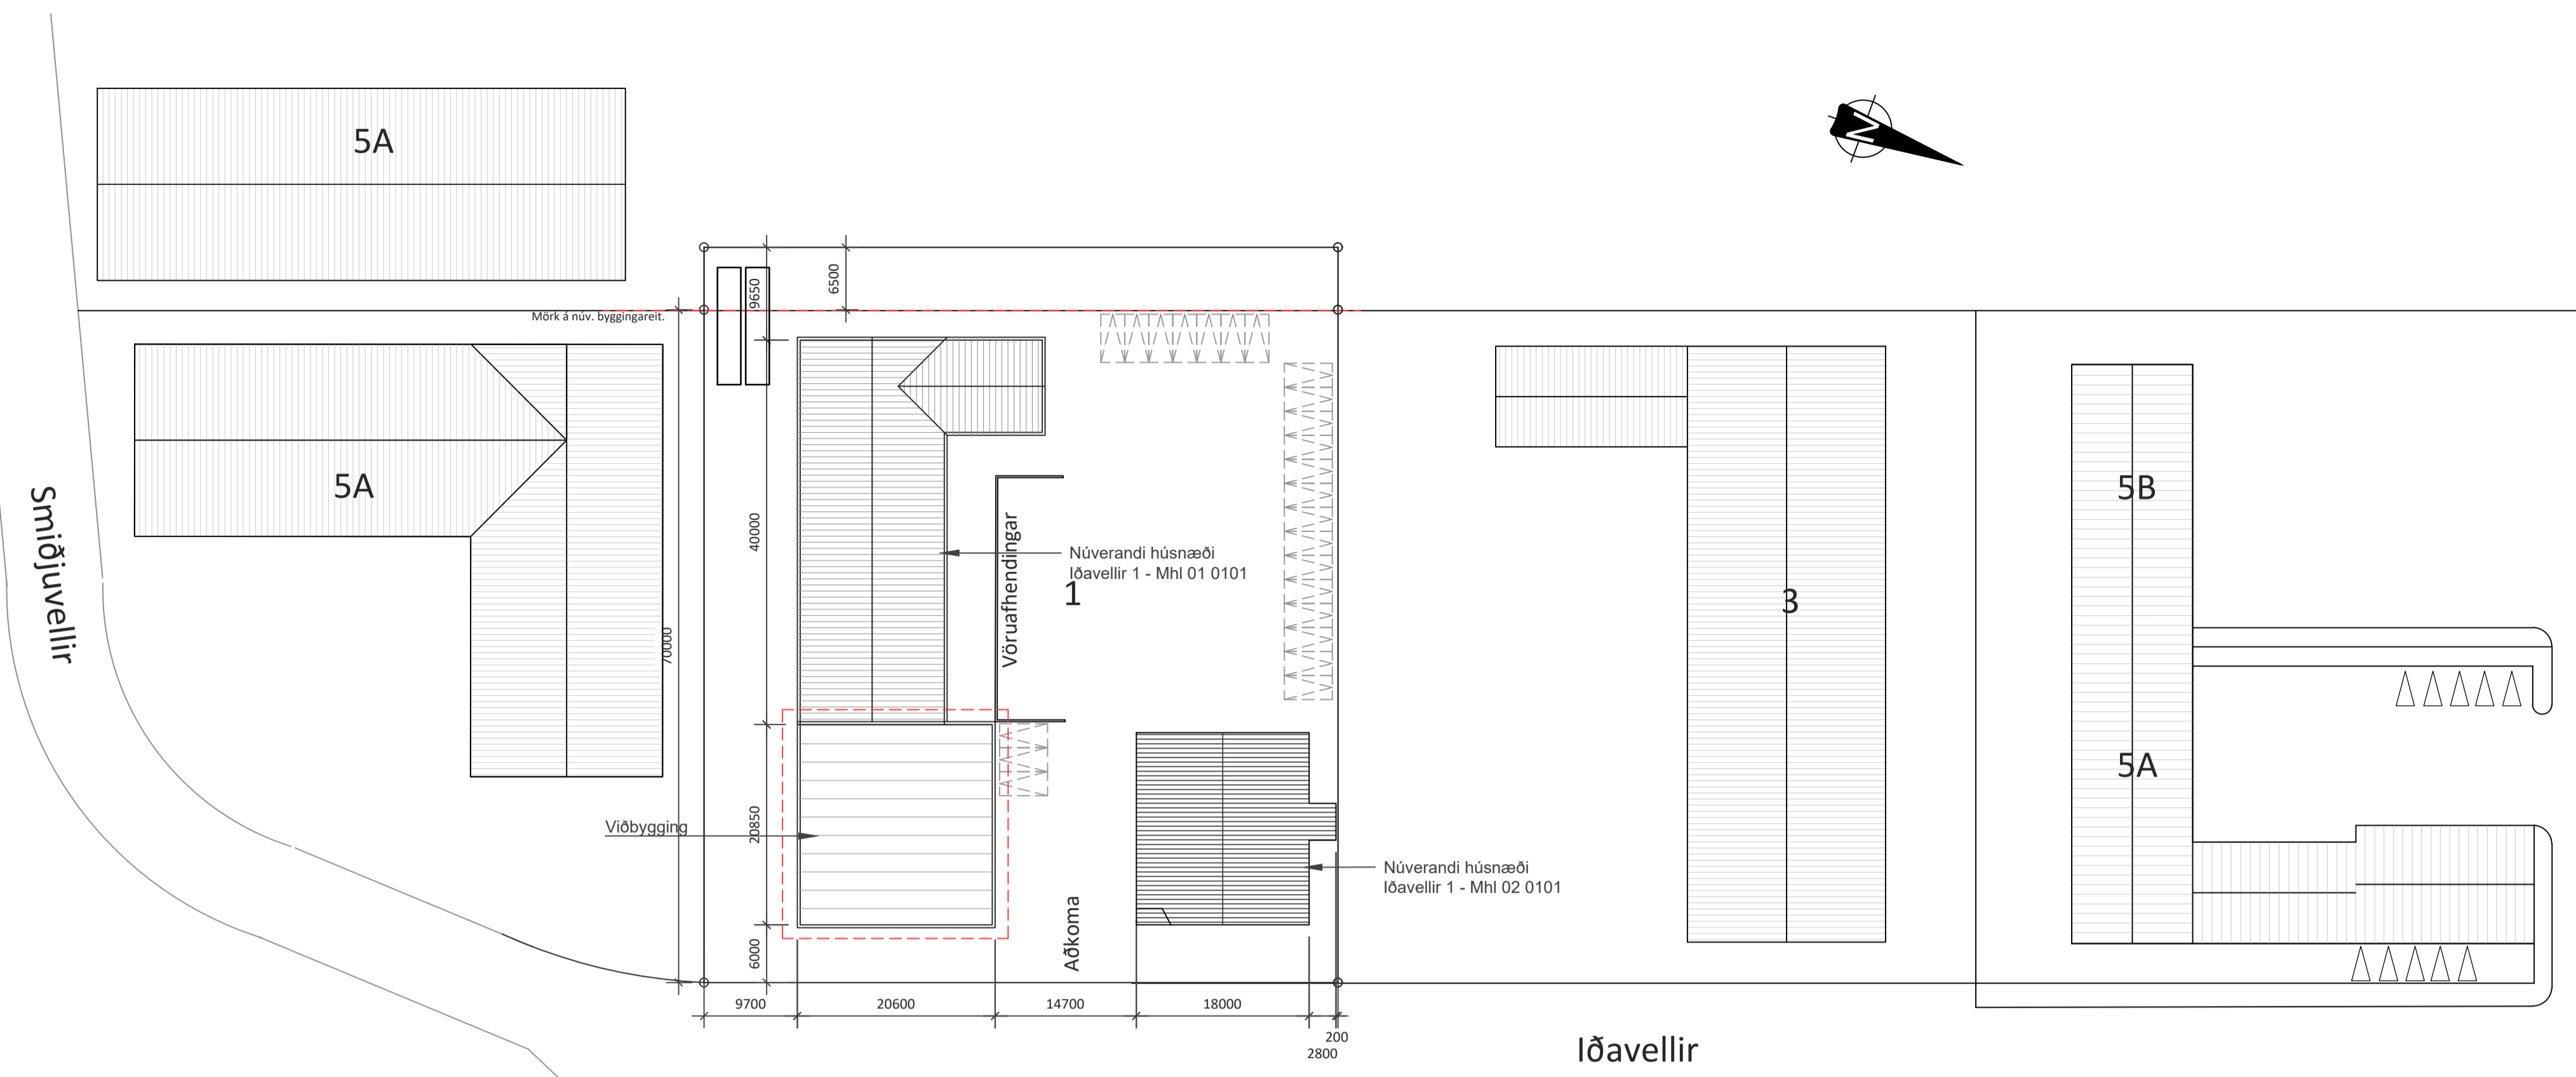 5A
N
9650
6500
Mörk á núv. byggingareit.
5A
Smiðjuvellir
5B
40000
Vöruafhendingar
Núverandi húsnæði
Iðavellir 1 - Mhl 01 0101
1
3
70000
5A
Viðbygging
20850
Núverandi húsnæði
Iðavellir 1 - Mhl 02 0101
Aðkoma
6000
9700
20600
14700
18000
200
2800
Iðavellir